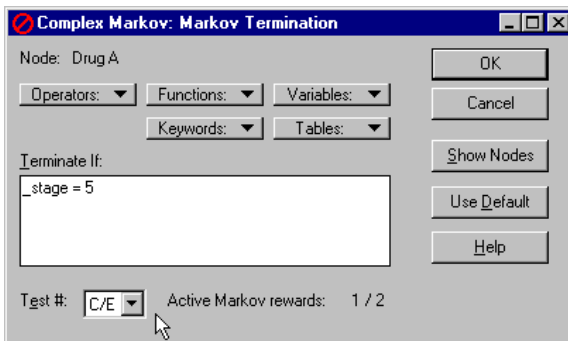 Complex Markov: Markov Termination
Node: Drug A
Operators: Functions: Variables:
Keywords: Tables:
Terminate If:
_stage = 5
Test #: C/E Active Markov rewards: 1 / 2
OK
Cancel
Show Nodes
Use Default
Help